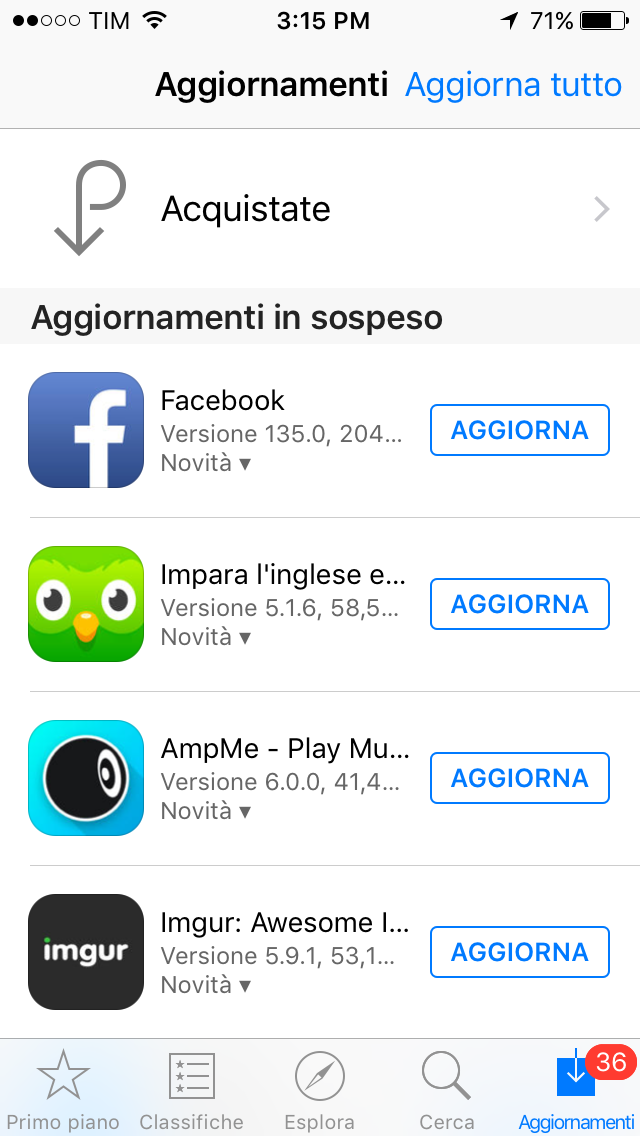 TIM 3:15 PM 71%
Aggiornamenti Aggiorna tutto
Acquistate
Aggiornamenti in sospeso
Facebook
Versione 135.0, 204...
Novità ▾
AGGIORNA
Impara l'inglese e...
Versione 5.1.6, 58,5...
Novità ▾
AGGIORNA
AmpMe - Play Mu...
Versione 6.0.0, 41,4...
Novità ▾
AGGIORNA
imgur
Imgur: Awesome I...
Versione 5.9.1, 53,1...
Novità ▾
AGGIORNA
36
Primo piano Classifiche Esplora Cerca Aggiornamenti